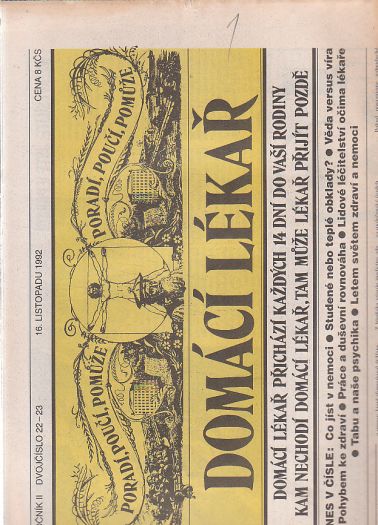 ROČNÍK II DVOJČÍSLO 22–23 16. LISTOPADU 1992 CENA 8 KČS
PORADÍ, POUČÍ, POMŮŽE PORADÍ, POUČÍ, POMŮŽE
DOMÁCÍ LÉKAŘ
DOMÁCÍ LÉKAŘ PŘICHÁZÍ KAŽDÝCH 14 DNÍ DO VAŠÍ RODINY
KAM NECHODÍ DOMÁCÍ LÉKAŘ, TAM MŮŽE LÉKAŘ PŘIJÍT POZDĚ
DNES V ČÍSLE: Co jíst v nemoci ● Studené nebo teplé obklady? ● Věda versus víra
Pohybem ke zdraví ● Práce a duševní rovnováha ● Lidové léčitelství očima lékaře
● Tabu a naše psychika ● Letem světem zdraví a nemoci
1